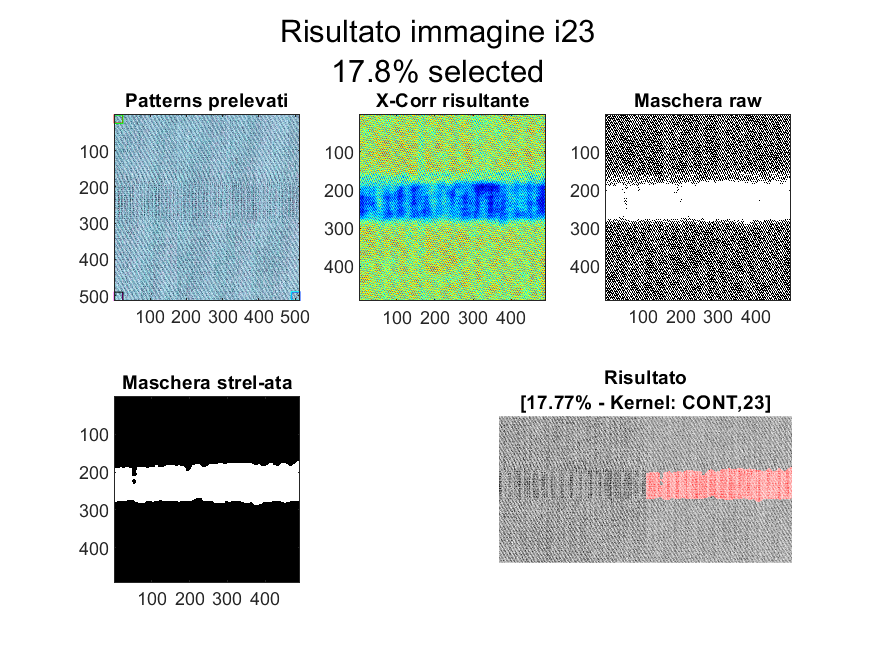 Risultato immagine i23
17.8% selected
Patterns prelevati
100
200
300
400
500
100 200 300 400 500
X-Corr risultante
100
200
300
400
100 200 300 400
Maschera raw
100
200
300
400
100 200 300 400
Maschera strel-ata
100
200
300
400
100 200 300 400
Risultato
[17.77% - Kernel: CONT,23]